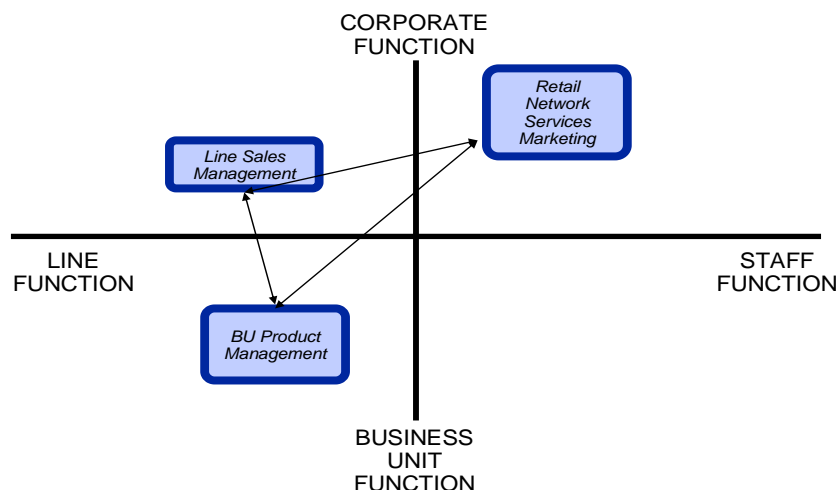 CORPORATE
FUNCTION
Retail
Network
Services
Marketing
Line Sales
Management
LINE
FUNCTION
STAFF
FUNCTION
BU Product
Management
BUSINESS
UNIT
FUNCTION